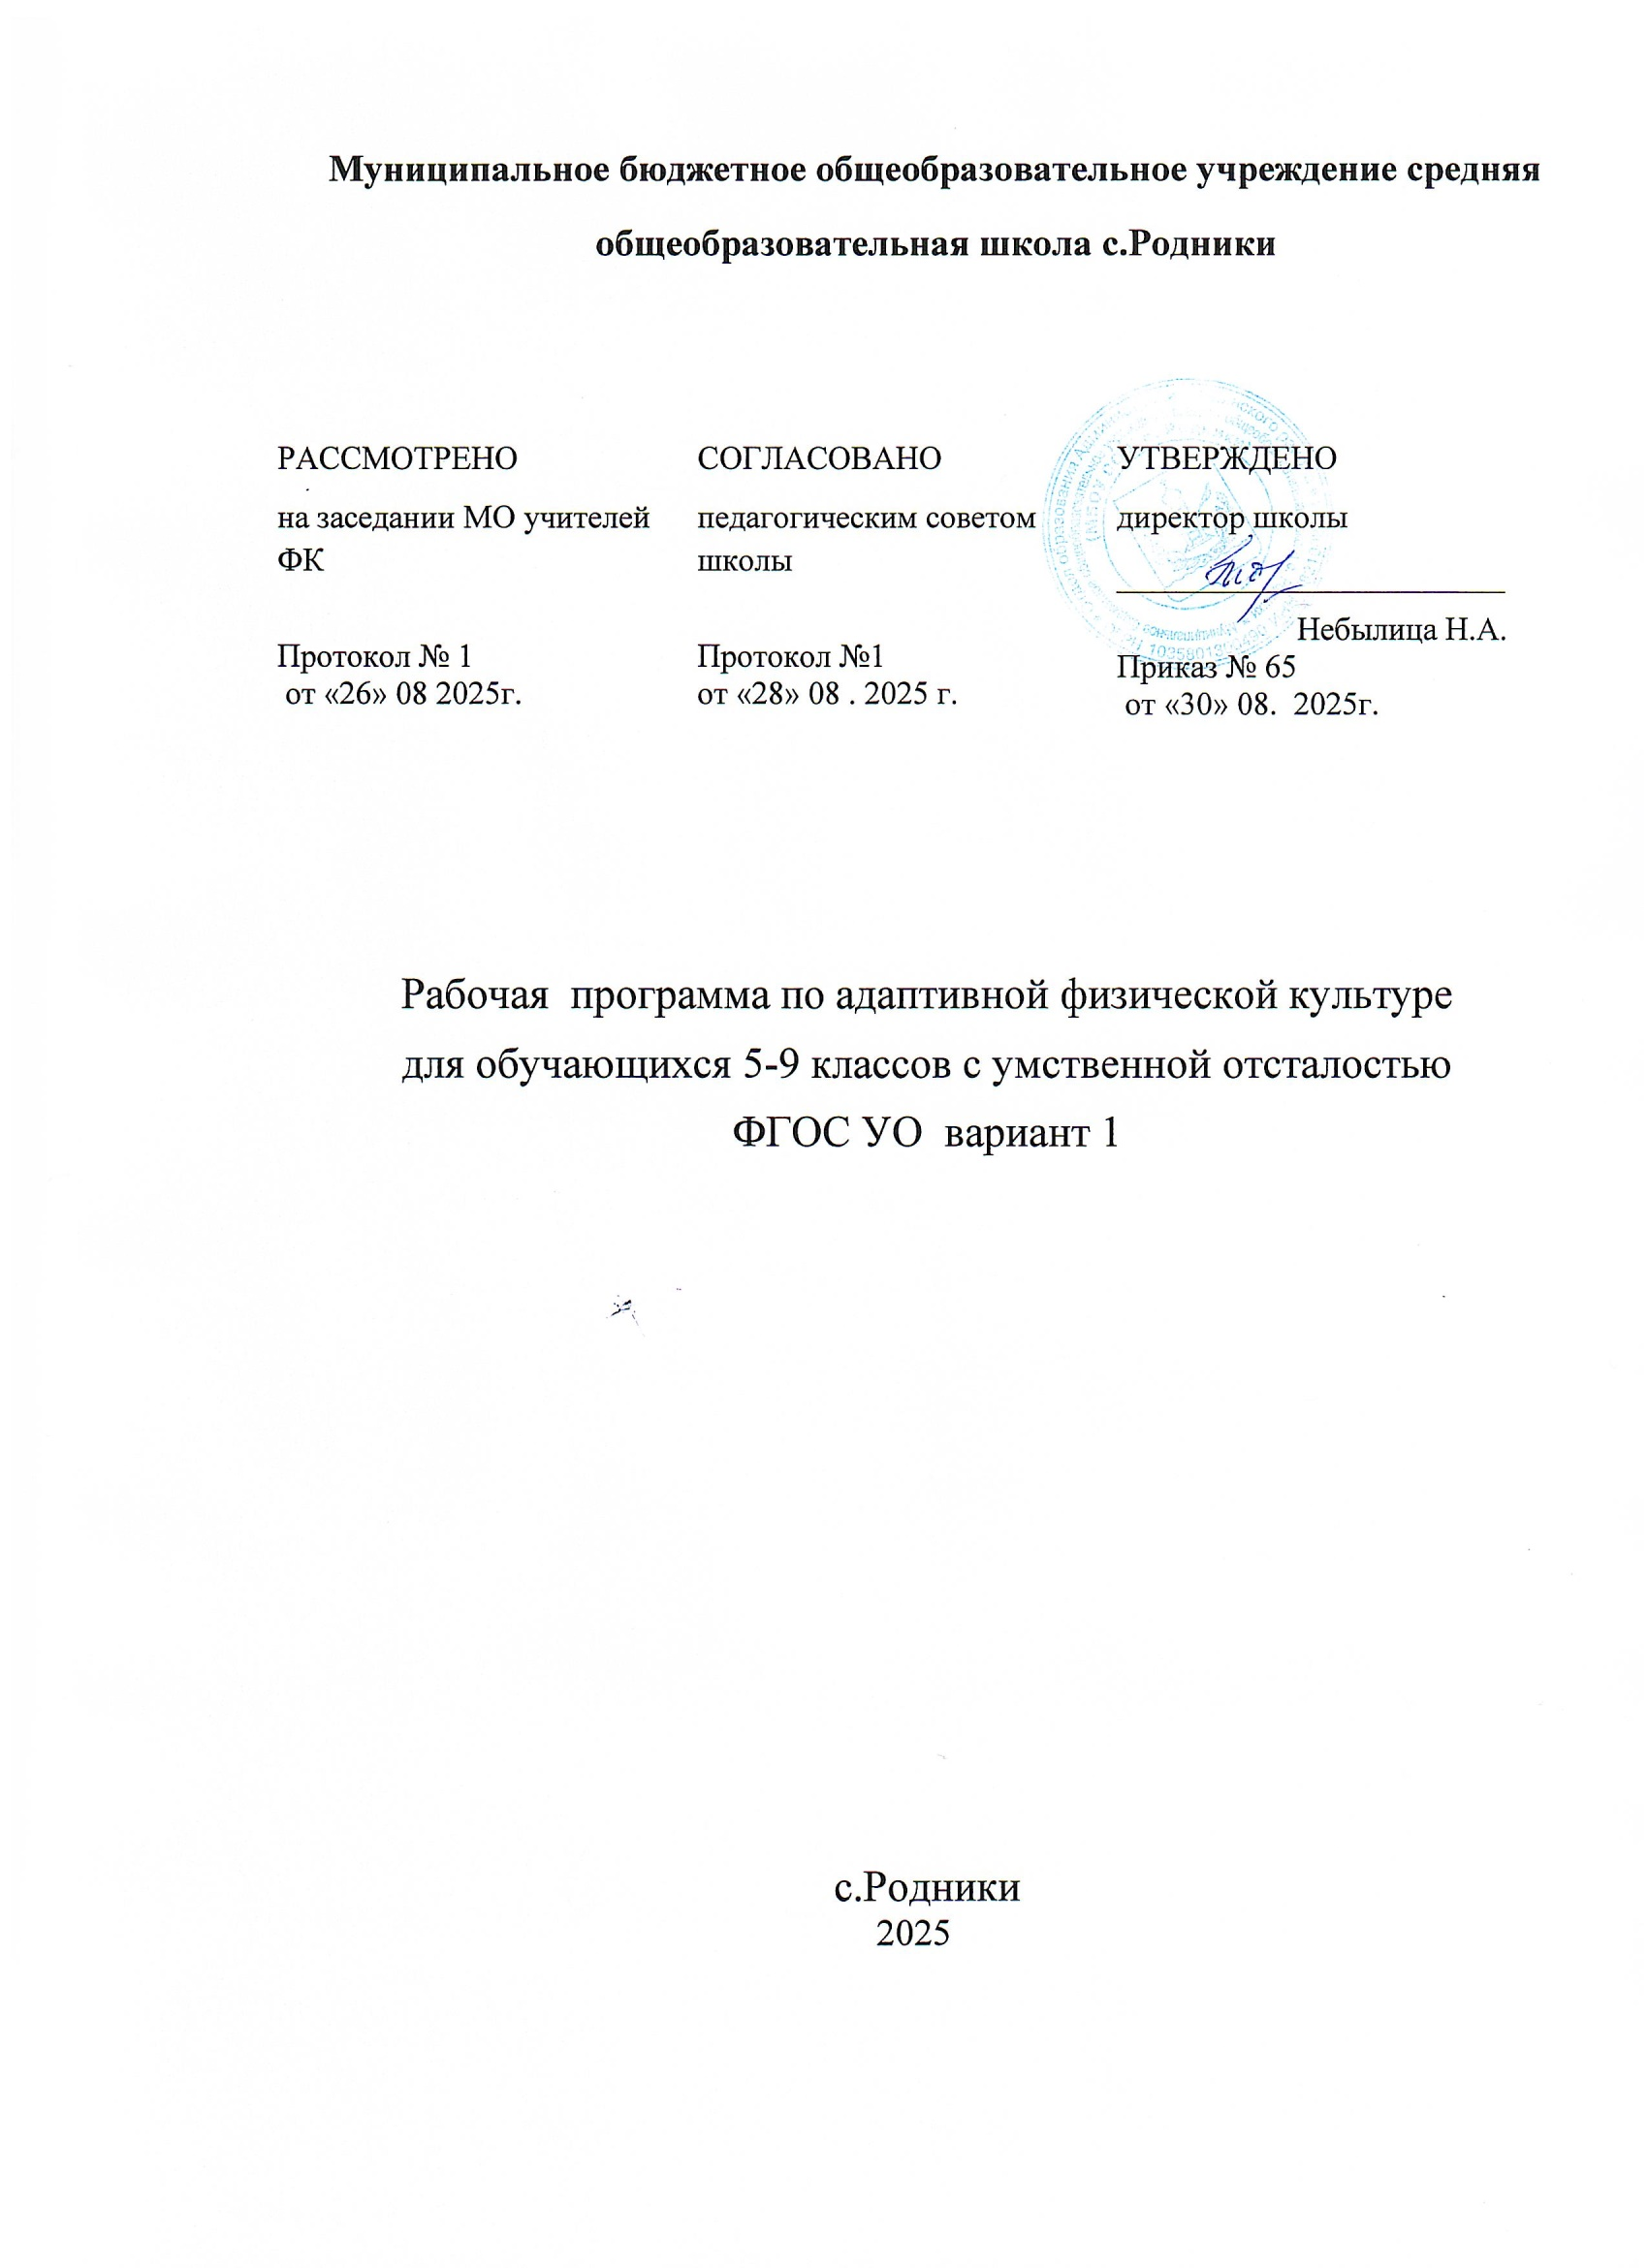 Муниципальное бюджетное общеобразовательное учреждение средняя
общеобразовательная школа с.Родники
РАССМОТРЕНО
на заседании МО учителей
ФК
Протокол № 1
от «26» 08 2025г.
СОГЛАСОВАНО
педагогическим советом
школы
Протокол №1
от «28» 08 . 2025 г.
УТВЕРЖДЕНО
директор школы
Небылица Н.А.
Приказ № 65
от «30» 08. 2025г.
Рабочая программа по адаптивной физической культуре
для обучающихся 5-9 классов с умственной отсталостью
ФГОС УО вариант 1
с.Родники
2025